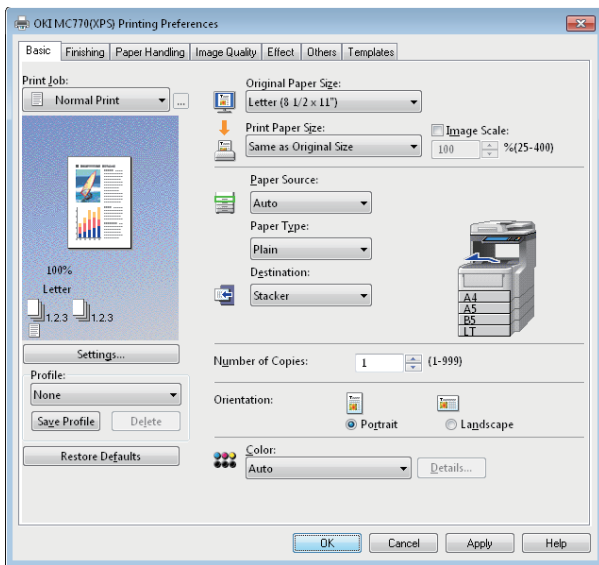 OKI MC770(XPS) Printing Preferences
Basic Finishing Paper Handling Image Quality Effect Others Templates
Print Job:
Normal Print
...
100%
Letter
1.2.3 1.2.3
Settings...
Profile:
None
Save Profile Delete
Restore Defaults
Original Paper Size:
Letter (8 1/2 x 11")
Print Paper Size:
Same as Original Size
Image Scale:
100 %(25-400)
Paper Source:
Auto
Paper Type:
Plain
Destination:
Stacker
A4
A5
B5
LT
Number of Copies: 1 (1-999)
Orientation:
Portrait Landscape
Color:
Auto Details...
OK Cancel Apply Help